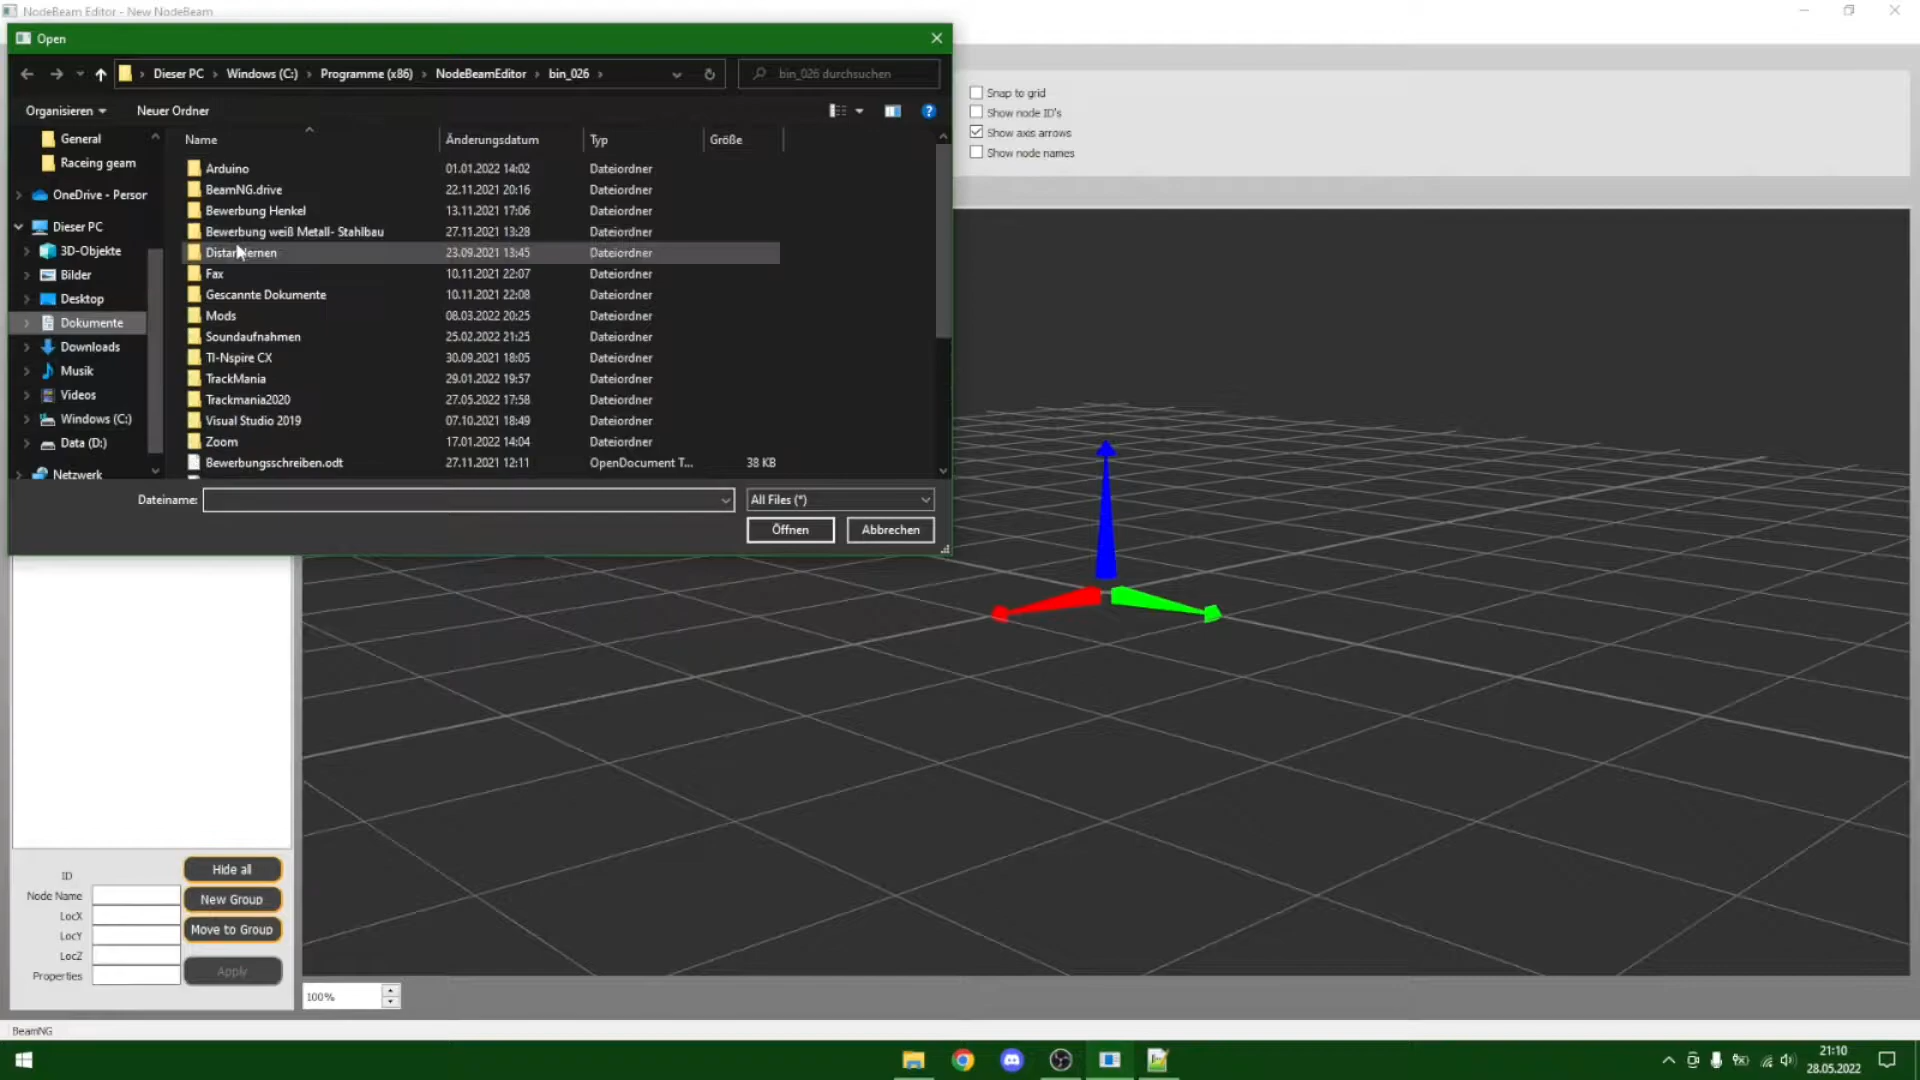 NodeBeam Editor - New NodeBeam
Open
Dieser PC > Windows (C:) > Programme (x86) > NodeBeamEditor > bin_026 >
bin_026 durchsuchen
Organisieren
Neuer Ordner
General
Raceing geam
OneDrive - Person
Dieser PC
3D-Objekte
Bilder
Desktop
Dokumente
Downloads
Musik
Videos
Windows (C:)
Data (D:)
Netzwerk
Name Änderungsdatum Typ Größe
Arduino 01.01.2022 14:02 Dateiordner
BeamNG.drive 22.11.2021 20:16 Dateiordner
Bewerbung Henkel 13.11.2021 17:06 Dateiordner
Bewerbung weiß Metall- Stahlbau 27.11.2021 13:28 Dateiordner
23.09.2021 13:45 Dateiordner
Fax 10.11.2021 22:07 Dateiordner
Gescannte Dokumente 10.11.2021 22:08 Dateiordner
Mods 08.03.2022 20:25 Dateiordner
Soundaufnahmen 25.02.2022 21:25 Dateiordner
TI-Nspire CX 30.09.2021 18:05 Dateiordner
TrackMania 29.01.2022 19:57 Dateiordner
Trackmania2020 27.05.2022 17:58 Dateiordner
Visual Studio 2019 07.10.2021 18:49 Dateiordner
Zoom 17.01.2022 14:04 Dateiordner
Bewerbungsschreiben.odt 27.11.2021 12:11 OpenDocument T... 38 KB
Dateiname:
All Files (*)
Öffnen
Abbrechen
Snap to grid
Show node ID's
Show axis arrows
Show node names
ID
Node Name
LocX
LocY
LocZ
Properties
Hide all
New Group
Move to Group
Apply
100%
BeamNG
21:10
28.05.2022